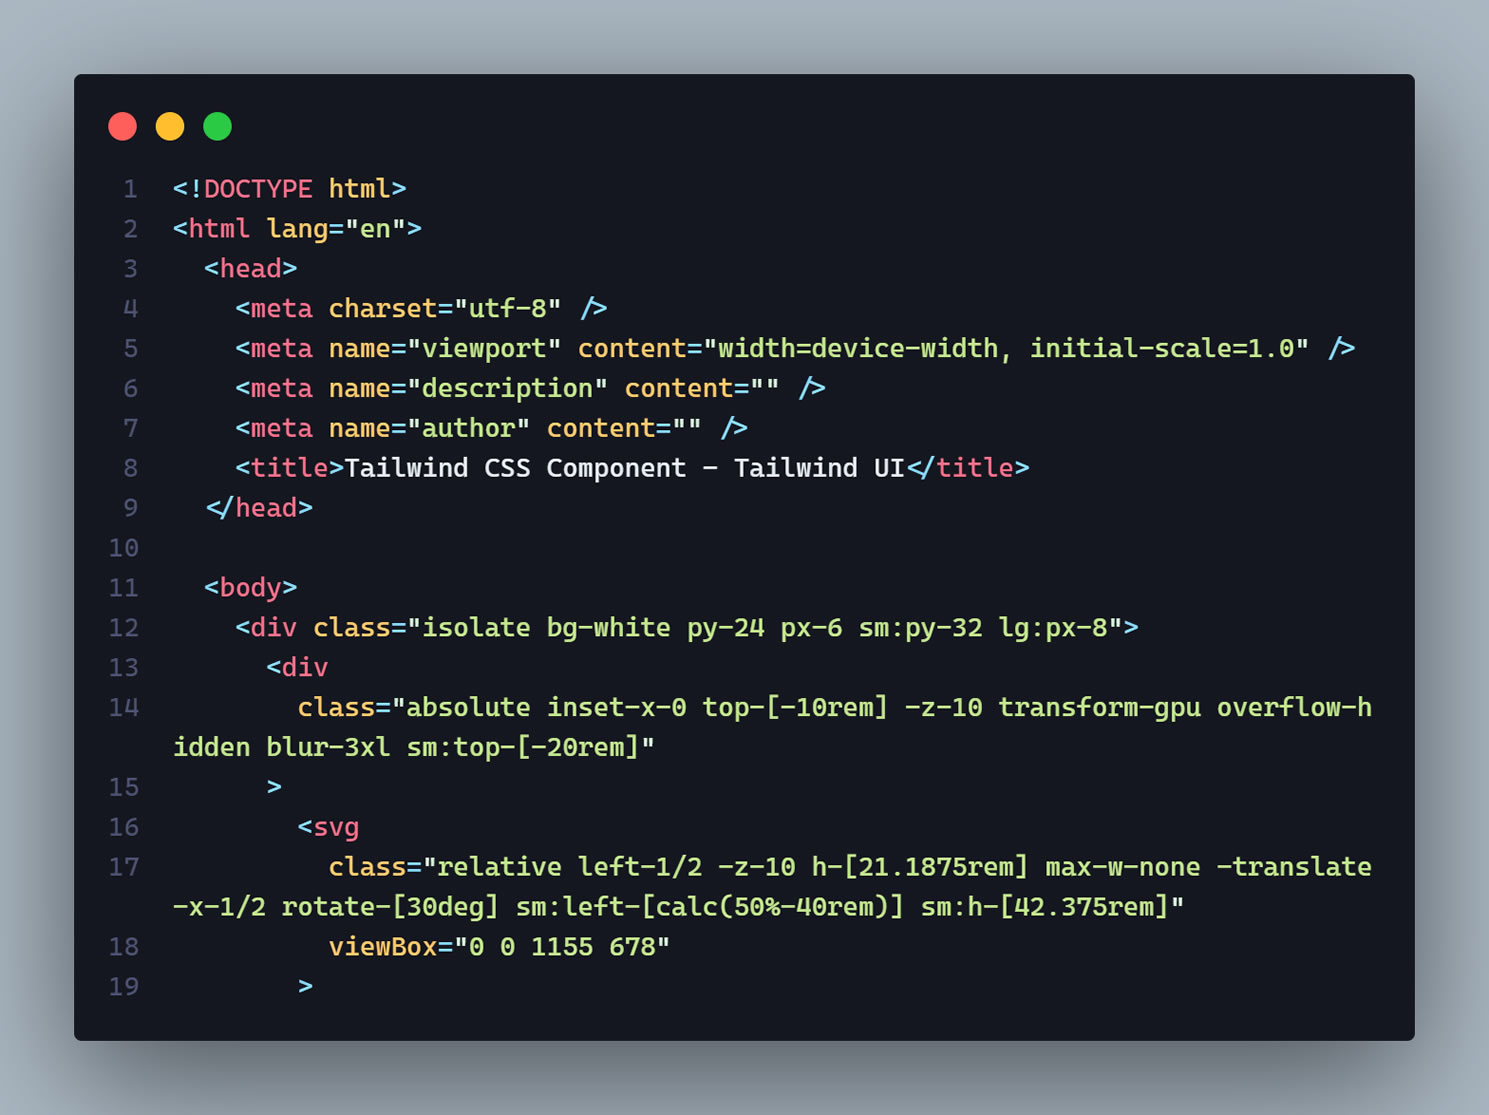 1 <!DOCTYPE html>
2 <html lang="en">
3   <head>
4     <meta charset="utf-8" />
5     <meta name="viewport" content="width=device-width, initial-scale=1.0" />
6     <meta name="description" content="" />
7     <meta name="author" content="" />
8     <title>Tailwind CSS Component - Tailwind UI</title>
9   </head>
10
11   <body>
12     <div class="isolate bg-white py-24 px-6 sm:py-32 lg:px-8">
13       <div
14         class="absolute inset-x-0 top-[-10rem] -z-10 transform-gpu overflow-h
idden blur-3xl sm:top-[-20rem]"
15       >
16         <svg
17           class="relative left-1/2 -z-10 h-[21.1875rem] max-w-none -translate
-x-1/2 rotate-[30deg] sm:left-[calc(50%-40rem)] sm:h-[42.375rem]"
18           viewBox="0 0 1155 678"
19         >